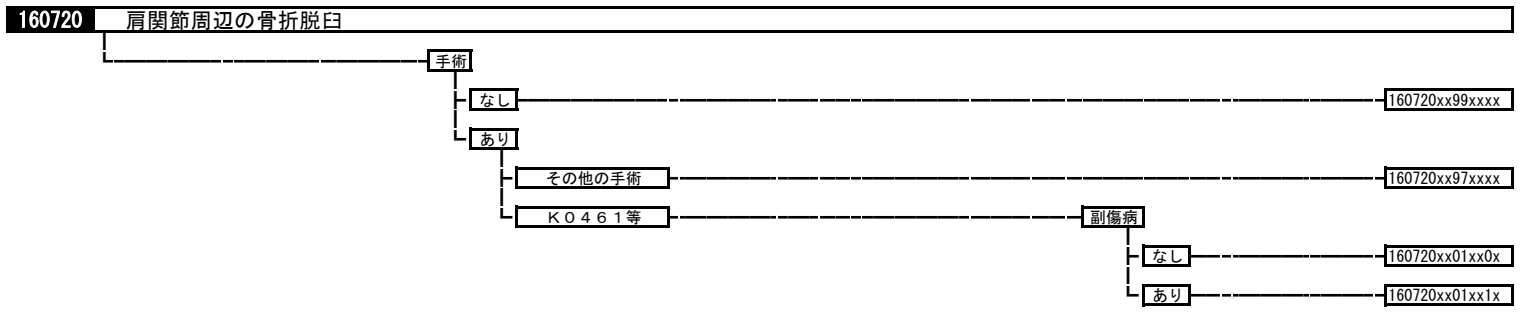 160720 肩関節周辺の骨折脱臼
手術
なし 160720xx99xxxx
あり
その他の手術 160720xx97xxxx
K0461等 副傷病
なし 160720xx01xx0x
あり 160720xx01xx1x